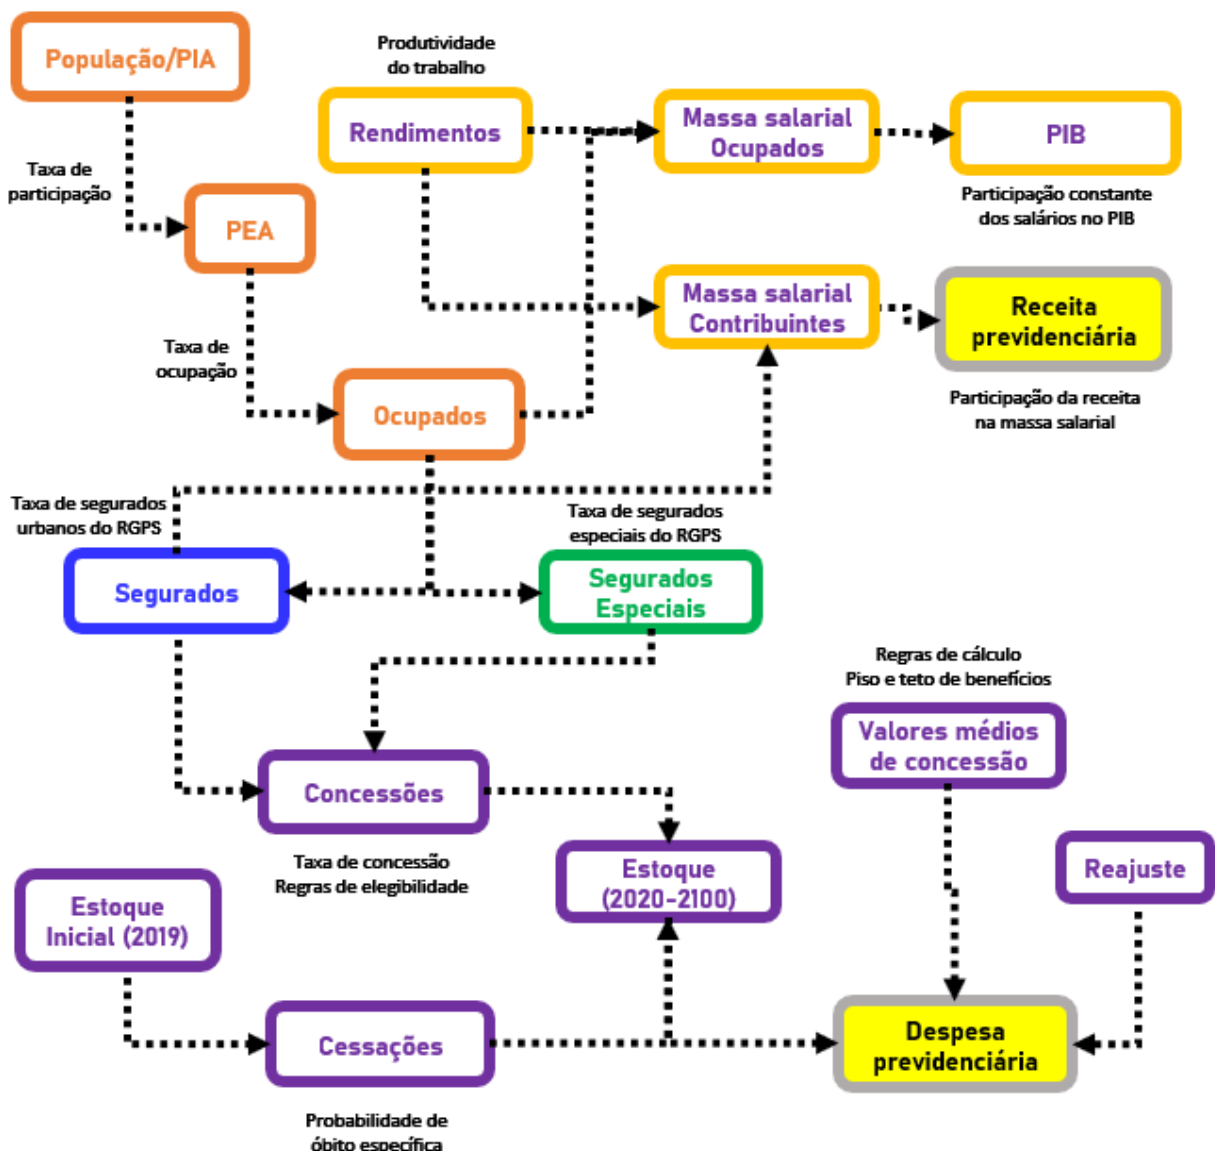 População/PIA
Produtividade
do trabalho
Rendimentos
Massa salarial
Ocupados
PIB
Taxa de
participação
Participação constante
dos salários no PIB
PEA
Massa salarial
Contribuintes
Receita
previdenciária
Taxa de
ocupação
Ocupados
Participação da receita
na massa salarial
Taxa de segurados
urbanos do RGPS
Taxa de segurados
especiais do RGPS
Segurados
Segurados
Especiais
Regras de cálculo
Piso e teto de benefícios
Valores médios
de concessão
Concessões
Taxa de concessão
Regras de elegibilidade
Estoque
(2020-2100)
Reajuste
Estoque
Inicial (2019)
Cessações
Despesa
previdenciária
Probabilidade de
óbito específica